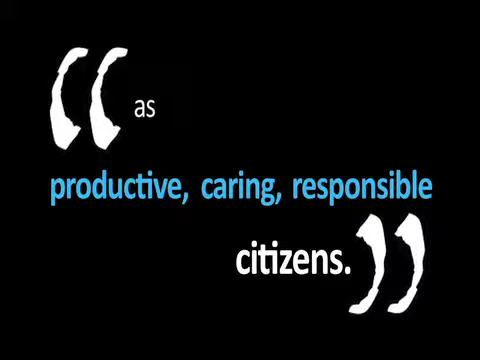 “ as
productive, caring, responsible
citizens. ”